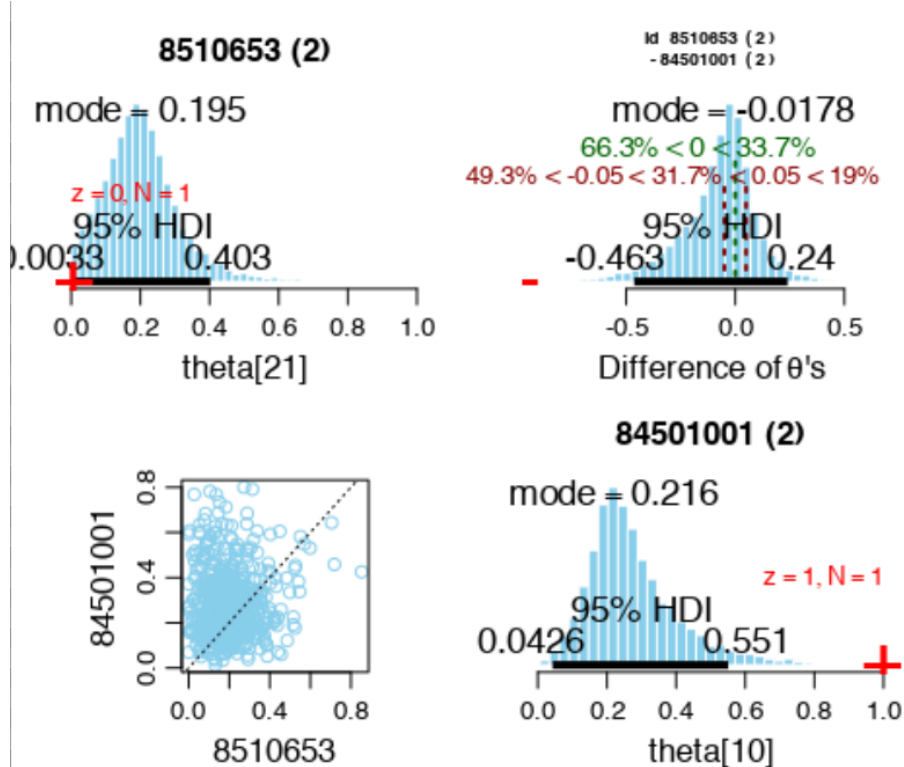 8510653 (2)
mode = 0.195
z = 0, N = 1
95% HDI
0.0033
0.403
0.0 0.2 0.4 0.6 0.8 1.0
theta[21]
Id 8510653 (2)
- 84501001 (2)
mode = -0.0178
66.3% < 0 < 33.7%
49.3% < -0.05 < 31.7% < 0.05 < 19%
95% HDI
-0.463
0.24
-0.5 0.0 0.5
Difference of θ's
84501001
0.8
0.4
0.0
0.0 0.4 0.8
8510653
84501001 (2)
mode = 0.216
z = 1, N = 1
95% HDI
0.0426
0.551
0.0 0.2 0.4 0.6 0.8 1.0
theta[10]